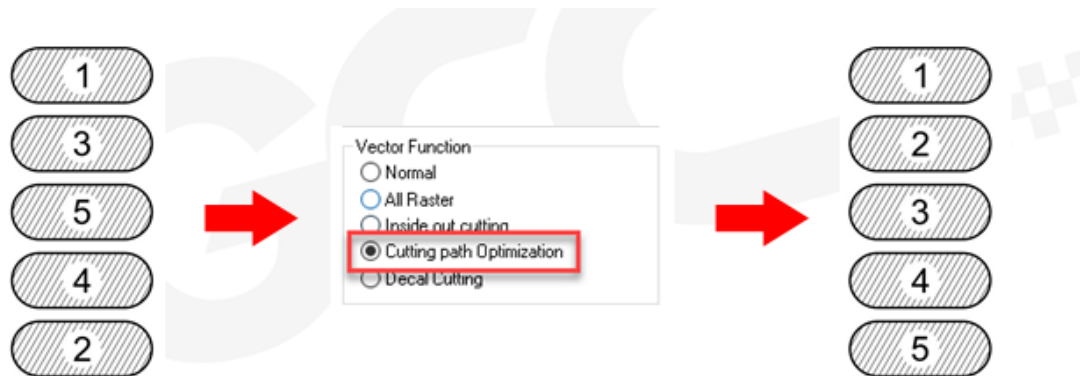 1
3
5
4
2
Vector Function
Normal
All Raster
Inside out cutting
Cutting path Optimization
Decal Cutting
1
2
3
4
5
GCC